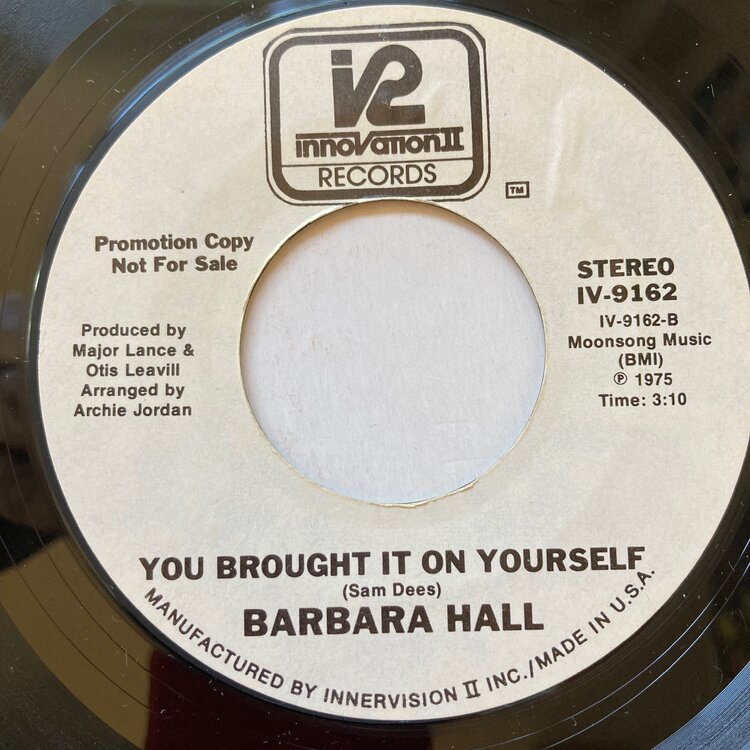 i2
innovation II
RECORDS
TM
Promotion Copy
Not For Sale
Produced by
Major Lance &
Otis Leavill
Arranged by
Archie Jordan
STEREO
IV-9162
IV-9162-B
Moonsong Music
(BMI)
℗ 1975
Time: 3:10
YOU BROUGHT IT ON YOURSELF
(Sam Dees)
BARBARA HALL
MANUFACTURED BY INNERVISION II INC./MADE IN U.S.A.